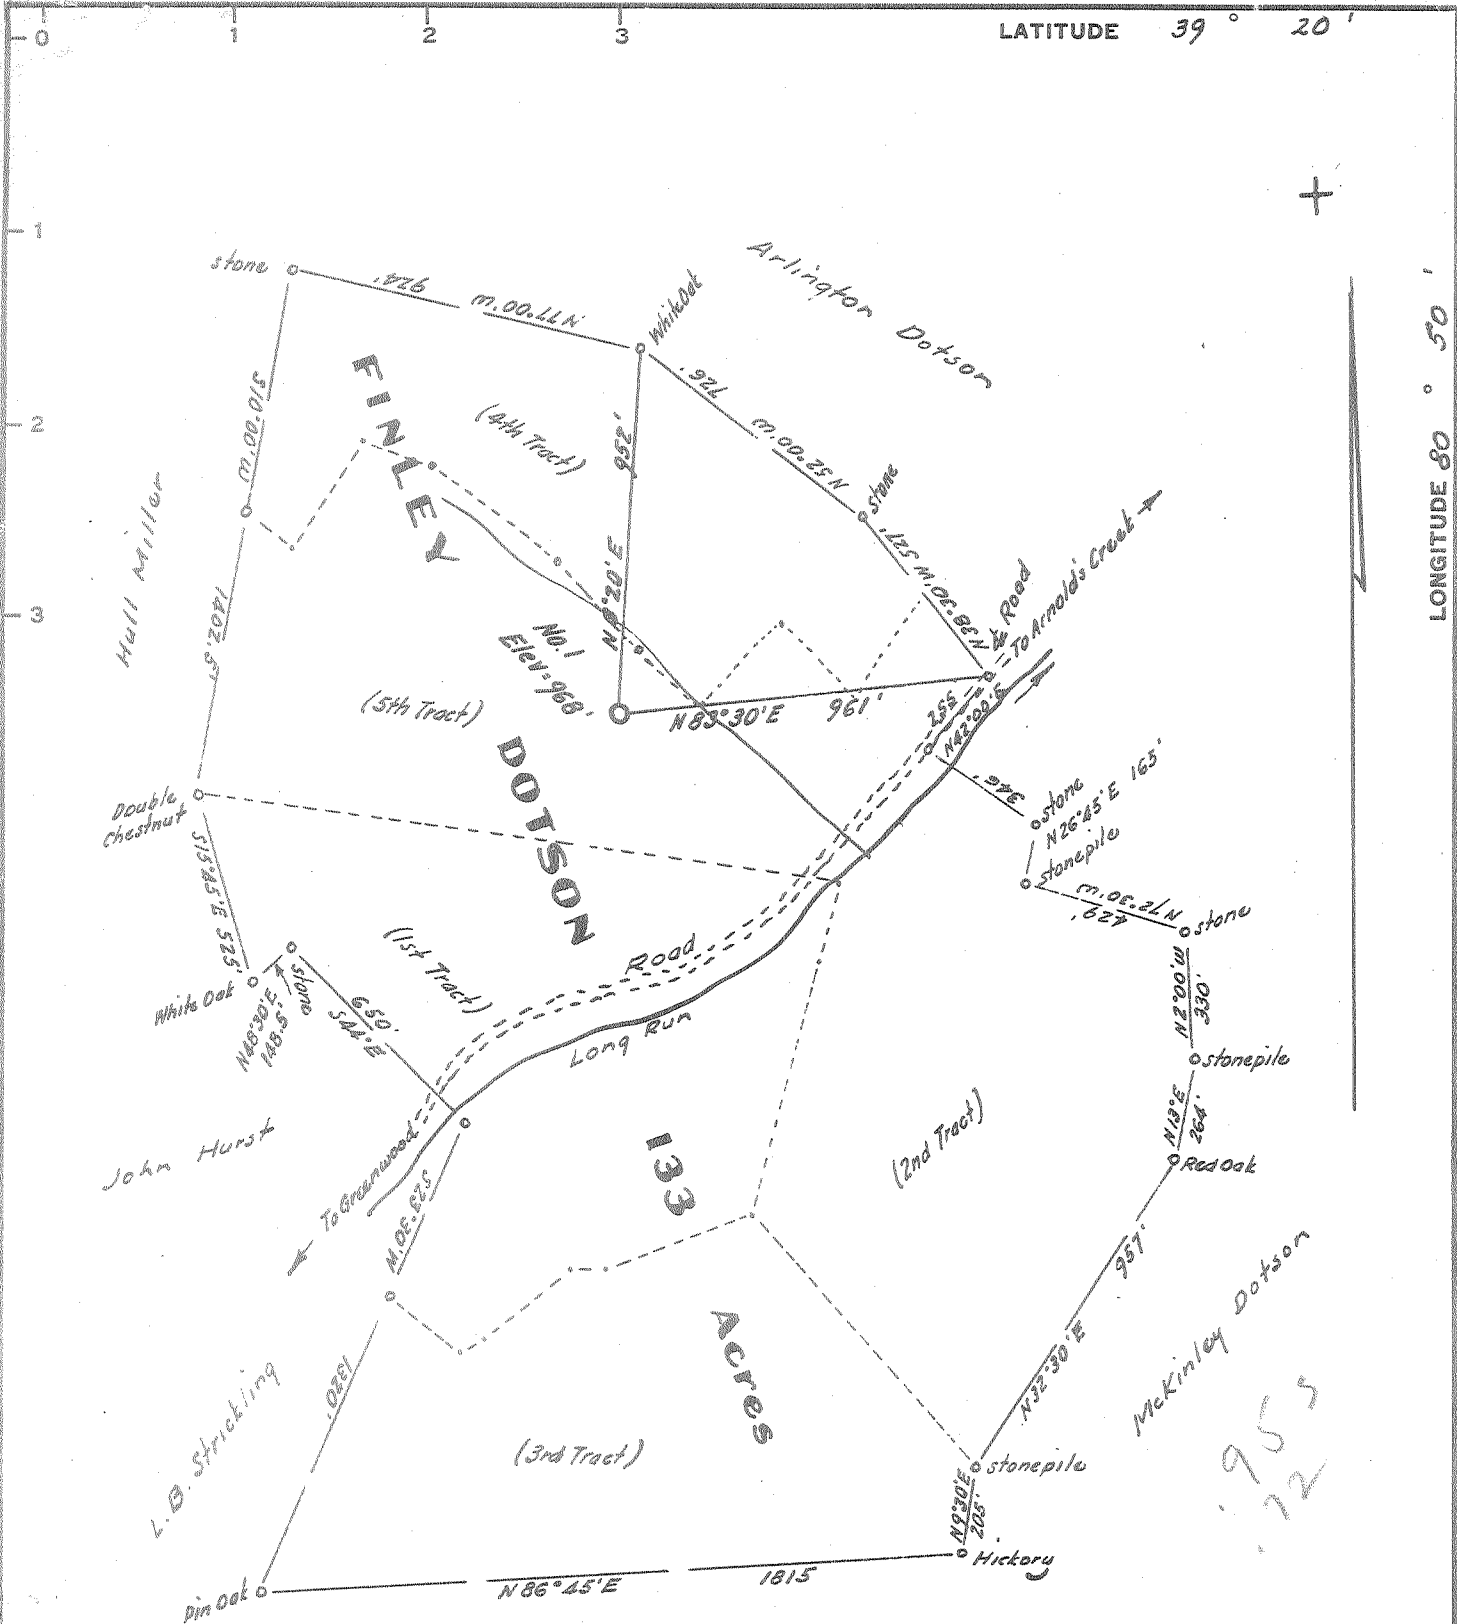 0 1 2 3
LATITUDE 39 ° 20 '
1
2
3
LONGITUDE 80 ° 50 '
stone
924'
N77°00'W
White Oak
Arlington Dotson
726'
N52°00'W
stone
527'
N38°30'W
℄ Road
To Arnold's Creek
S10°00'W
1402.5'
Hull Miller
FINLEY
(4th Tract)
952'
N8°20'E
No. 1
Elev = 968'
N83°30'E 961'
255'
N42°00'E
346'
stone
N26°45'E 165'
stonepile
N72°30'W
429'
stone
N2°00'W
330'
stonepile
N13°E
264'
Red Oak
957'
N32°30'E
McKinley Dotson
(5th Tract)
DOTSON
Double
Chestnut
S15°45'E 525'
White Oak
N48°30'E
148.5'
stone
650'
S44°E
(1st Tract)
Road
Long Run
John Hurst
To Greenwood
S23°30'W
133
(2nd Tract)
Acres
L.B. Strickling
1320'
(3rd Tract)
stonepile
N9°30'E
205'
Hickory
Pin Oak
N86°45'E 1815